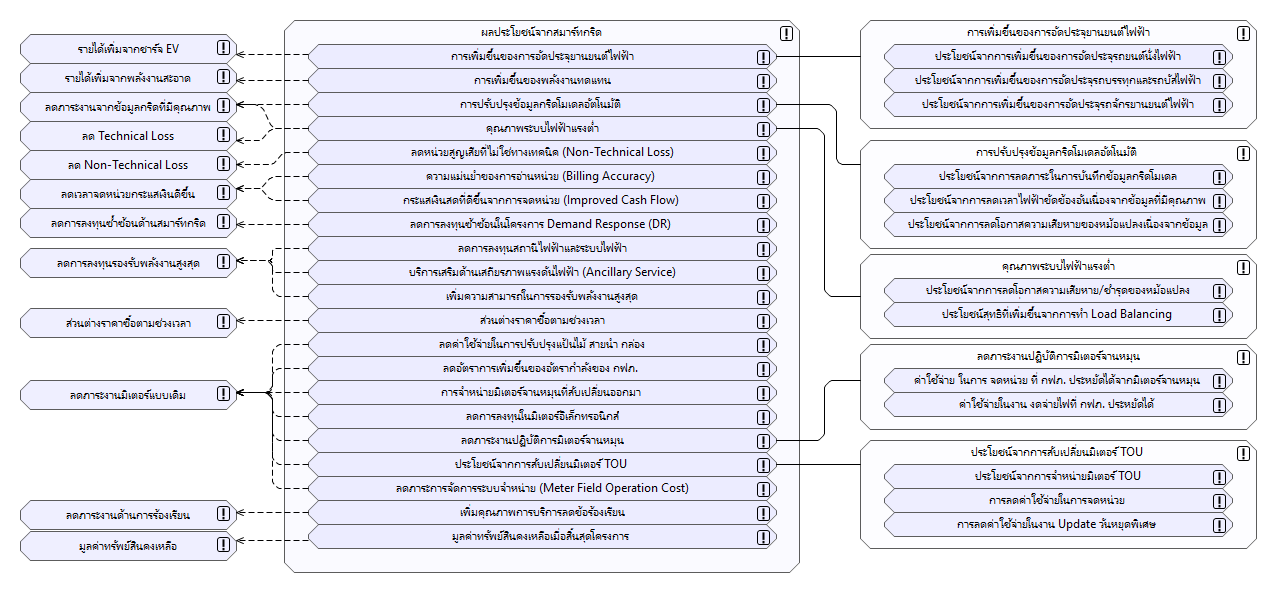 รายได้เพิ่มจากชาร์จ EV
รายได้เพิ่มจากพลังงานสะอาด
ลดภาระงานจากข้อมูลกริดที่มีคุณภาพ
ลด Technical Loss
ลด Non-Technical Loss
ลดเวลาจดหน่วยกระแสเงินดีขึ้น
ลดการลงทุนซ้ำซ้อนด้านสมาร์ทกริด
ลดการลงทุนรองรับพลังงานสูงสุด
ส่วนต่างราคาซื้อตามช่วงเวลา
ลดภาระงานมิเตอร์แบบเดิม
ลดภาระงานด้านการร้องเรียน
มูลค่าทรัพย์สินคงเหลือ
ผลประโยชน์จากสมาร์ทกริด
การเพิ่มขึ้นของการอัดประจุยานยนต์ไฟฟ้า
การเพิ่มขึ้นของพลังงานทดแทน
การปรับปรุงข้อมูลกริดโมเดลอัตโนมัติ
คุณภาพระบบไฟฟ้าแรงต่ำ
ลดหน่วยสูญเสียที่ไม่ใช่ทางเทคนิค (Non-Technical Loss)
ความแม่นยำของการอ่านหน่วย (Billing Accuracy)
กระแสเงินสดที่ดีขึ้นจากการจดหน่วย (Improved Cash Flow)
ลดการลงทุนซ้ำซ้อนในโครงการ Demand Response (DR)
ลดการลงทุนสถานีไฟฟ้าและระบบไฟฟ้า
บริการเสริมด้านเสถียรภาพแรงดันไฟฟ้า (Ancillary Service)
เพิ่มความสามารถในการรองรับพลังงานสูงสุด
ส่วนต่างราคาซื้อตามช่วงเวลา
ลดค่าใช้จ่ายในการปรับปรุงแป้นไม้ สายนำ กล่อง
ลดอัตราการเพิ่มขึ้นของอัตรากำลังของ กฟภ.
การจำหน่ายมิเตอร์จานหมุนที่สับเปลี่ยนออกมา
ลดการลงทุนในมิเตอร์อิเล็กทรอนิกส์
ลดภาระงานปฏิบัติการมิเตอร์จานหมุน
ประโยชน์จากการสับเปลี่ยนมิเตอร์ TOU
ลดภาระการจัดการระบบจำหน่าย (Meter Field Operation Cost)
เพิ่มคุณภาพการบริการลดข้อร้องเรียน
มูลค่าทรัพย์สินคงเหลือเมื่อสิ้นสุดโครงการ
การเพิ่มขึ้นของการอัดประจุยานยนต์ไฟฟ้า
ประโยชน์จากการเพิ่มขึ้นของการอัดประจุรถยนต์นั่งไฟฟ้า
ประโยชน์จากการเพิ่มขึ้นของการอัดประจุรถบรรทุกและรถบัสไฟฟ้า
ประโยชน์จากการเพิ่มขึ้นของการอัดประจุรถจักรยานยนต์ไฟฟ้า
การปรับปรุงข้อมูลกริดโมเดลอัตโนมัติ
ประโยชน์จากการลดภาระในการบันทึกข้อมูลกริดโมเดล
ประโยชน์จากการลดเวลาไฟฟ้าขัดข้องอันเนื่องจากข้อมูลที่มีคุณภาพ
ประโยชน์จากการลดโอกาสความเสียหายของหม้อแปลงเนื่องจากข้อมูล
คุณภาพระบบไฟฟ้าแรงต่ำ
ประโยชน์จากการลดโอกาสความเสียหาย/ชำรุดของหม้อแปลง
ประโยชน์สุทธิที่เพิ่มขึ้นจากการทำ Load Balancing
ลดภาระงานปฏิบัติการมิเตอร์จานหมุน
ค่าใช้จ่าย ในการ จดหน่วย ที่ กฟภ. ประหยัดได้จากมิเตอร์จานหมุน
ค่าใช้จ่ายในงาน งดจ่ายไฟที่ กฟภ. ประหยัดได้
ประโยชน์จากการสับเปลี่ยนมิเตอร์ TOU
ประโยชน์จากการจำหน่ายมิเตอร์ TOU
การลดค่าใช้จ่ายในการจดหน่วย
การลดค่าใช้จ่ายในงาน Update วันหยุดพิเศษ